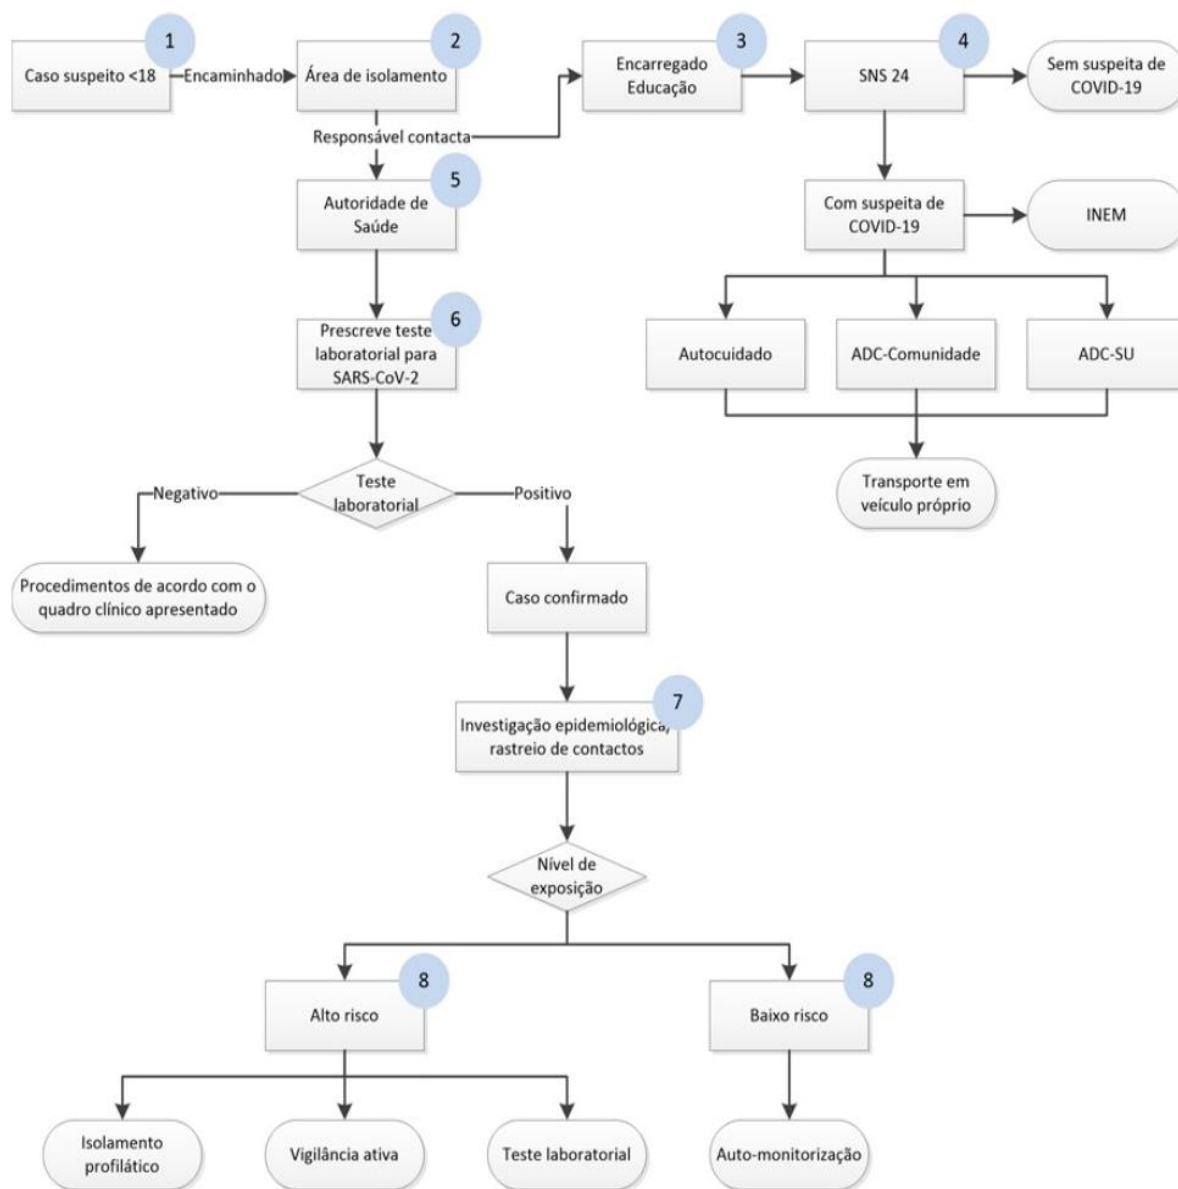 1
2
3
4
Caso suspeito <18
Encaminhado
Área de isolamento
Encarregado
Educação
SNS 24
Sem suspeita de
COVID-19
Responsável contacta
5
Autoridade de
Saúde
Com suspeita de
COVID-19
INEM
6
Prescreve teste
laboratorial para
SARS-CoV-2
Autocuidado
ADC-Comunidade
ADC-SU
Negativo
Teste
laboratorial
Positivo
Transporte em
veículo próprio
Procedimentos de acordo com o
quadro clínico apresentado
Caso confirmado
7
Investigação epidemiológica/
rastreio de contactos
Nível de
exposição
8
8
Alto risco
Baixo risco
Isolamento
profilático
Vigilância ativa
Teste laboratorial
Auto-monitorização